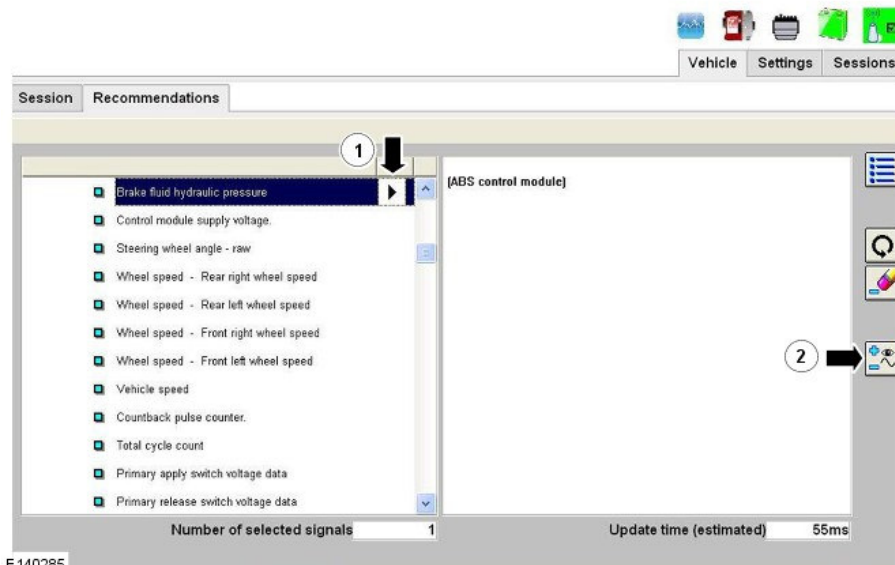 E
Vehicle Settings Sessions
Session Recommendations
1
(ABS control module)
Brake fluid hydraulic pressure
Control module supply voltage.
Steering wheel angle - raw
Wheel speed - Rear right wheel speed
Wheel speed - Rear left wheel speed
Wheel speed - Front right wheel speed
Wheel speed - Front left wheel speed
2
Vehicle speed
Countback pulse counter.
Total cycle count
Primary apply switch voltage data
Primary release switch voltage data
Number of selected signals 1
Update time (estimated) 55ms
E140285